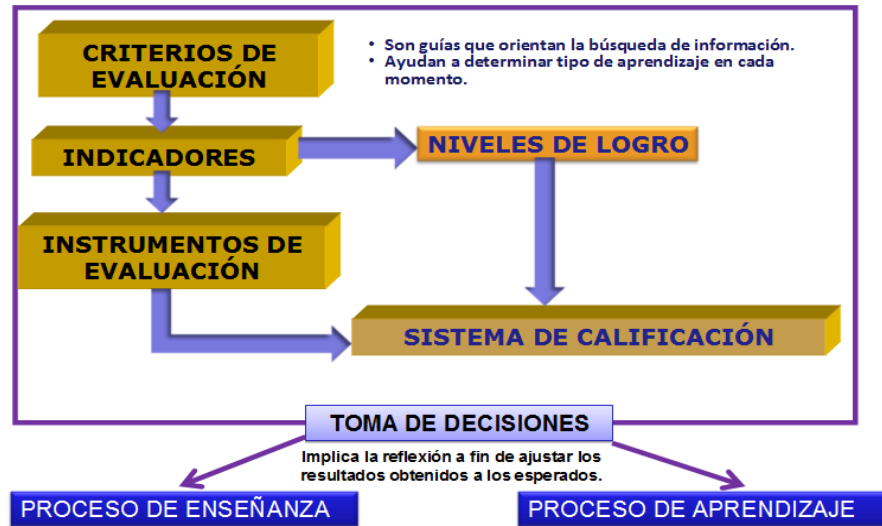 CRITERIOS DE
EVALUACIÓN
• Son guías que orientan la búsqueda de información.
• Ayudan a determinar tipo de aprendizaje en cada
momento.
INDICADORES
NIVELES DE LOGRO
INSTRUMENTOS DE
EVALUACIÓN
SISTEMA DE CALIFICACIÓN
TOMA DE DECISIONES
Implica la reflexión a fin de ajustar los
resultados obtenidos a los esperados.
PROCESO DE ENSEÑANZA
PROCESO DE APRENDIZAJE